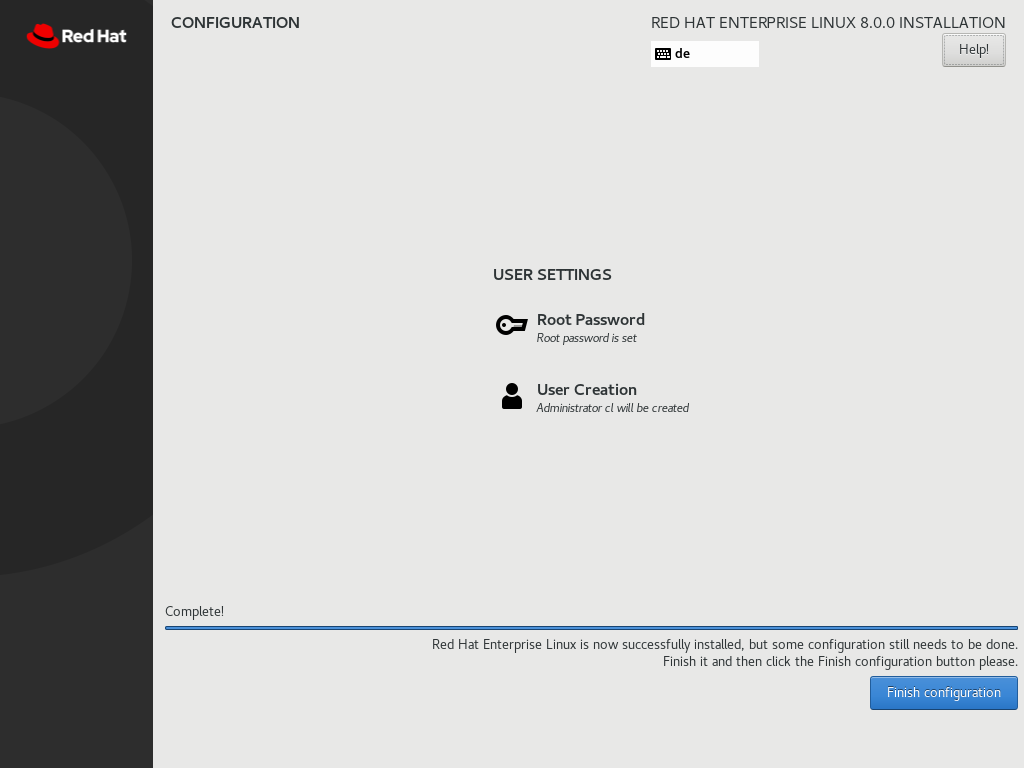 Red Hat
CONFIGURATION
RED HAT ENTERPRISE LINUX 8.0.0 INSTALLATION
de
Help!
USER SETTINGS
Root Password
Root password is set
User Creation
Administrator cl will be created
Complete!
Red Hat Enterprise Linux is now successfully installed, but some configuration still needs to be done.
Finish it and then click the Finish configuration button please.
Finish configuration